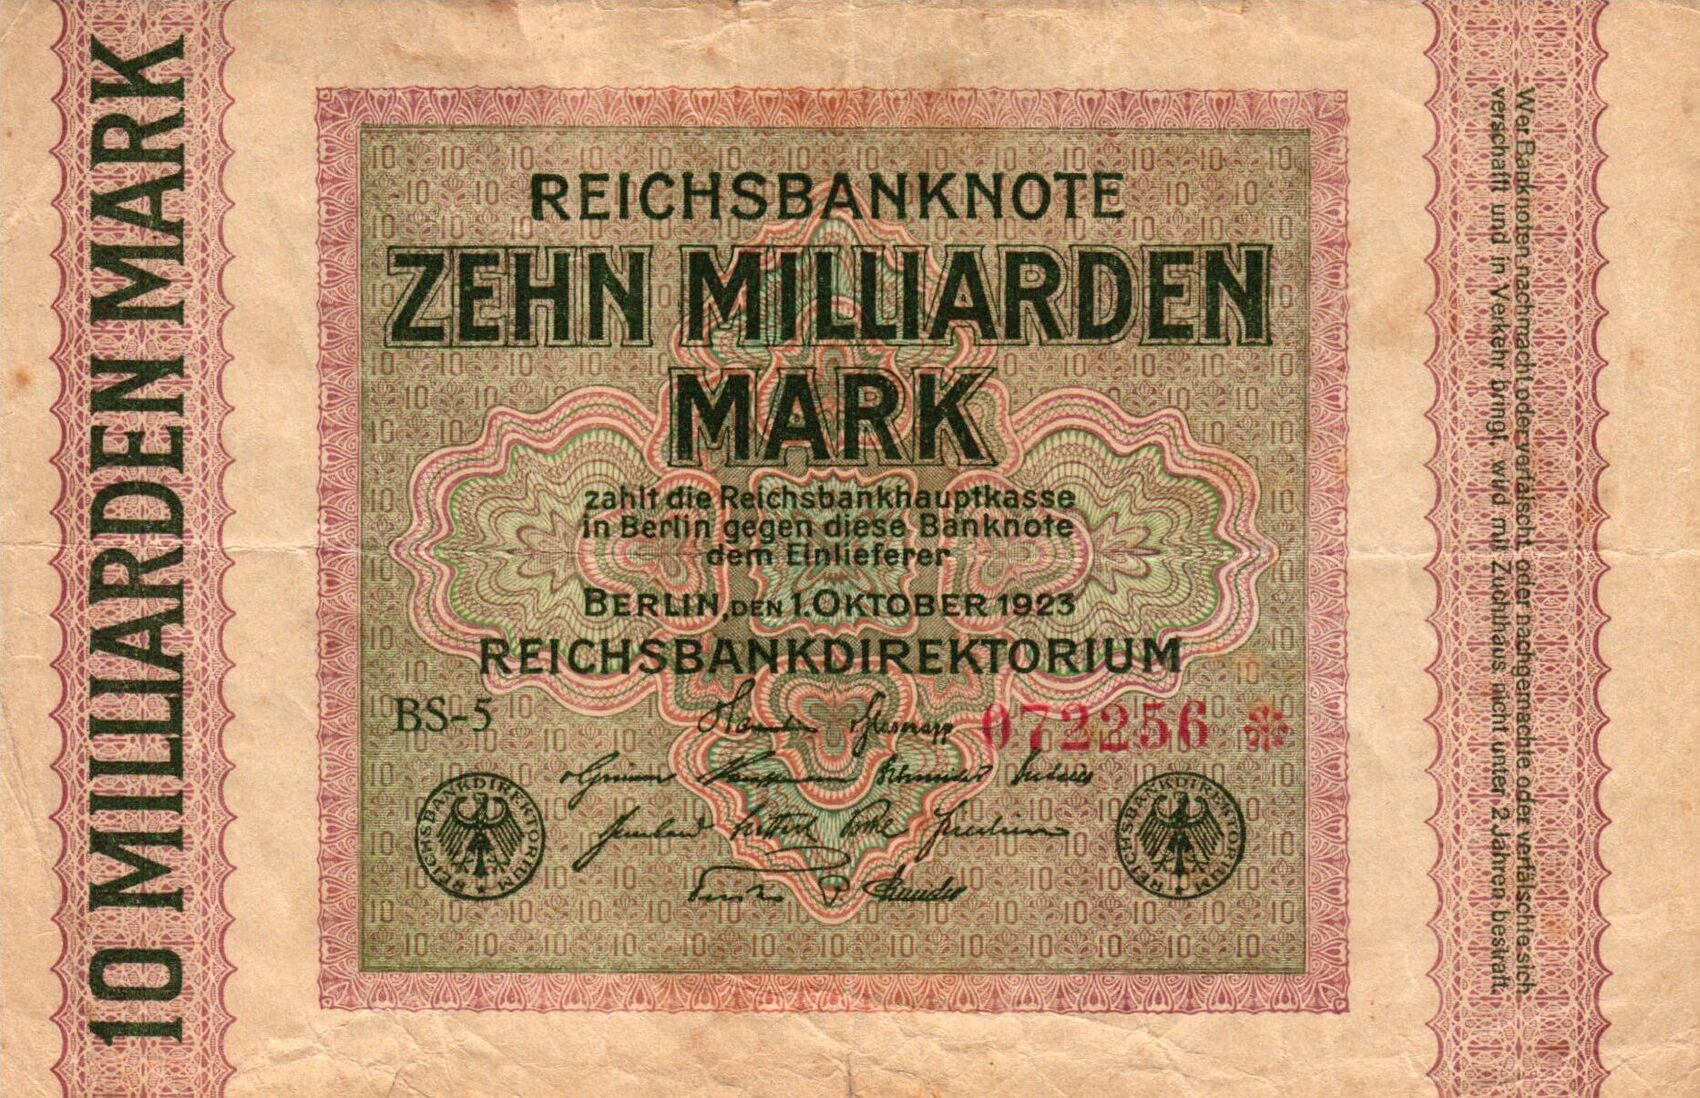 10 MILLIARDEN MARK
REICHSBANKNOTE
ZEHN MILLIARDEN
MARK
zahlt die Reichsbankhauptkasse
in Berlin gegen diese Banknote
dem Einlieferer
BERLIN, DEN 1. OKTOBER 1923
REICHSBANKDIREKTORIUM
BS-5
072256 *
REICHSBANKDIREKTORIUM
REICHSBANKDIREKTORIUM
Wer Banknoten nachmacht oder verfälscht, oder nachgemachte oder verfälschte sich
verschafft und in Verkehr bringt, wird mit Zuchthaus nicht unter 2 Jahren bestraft.